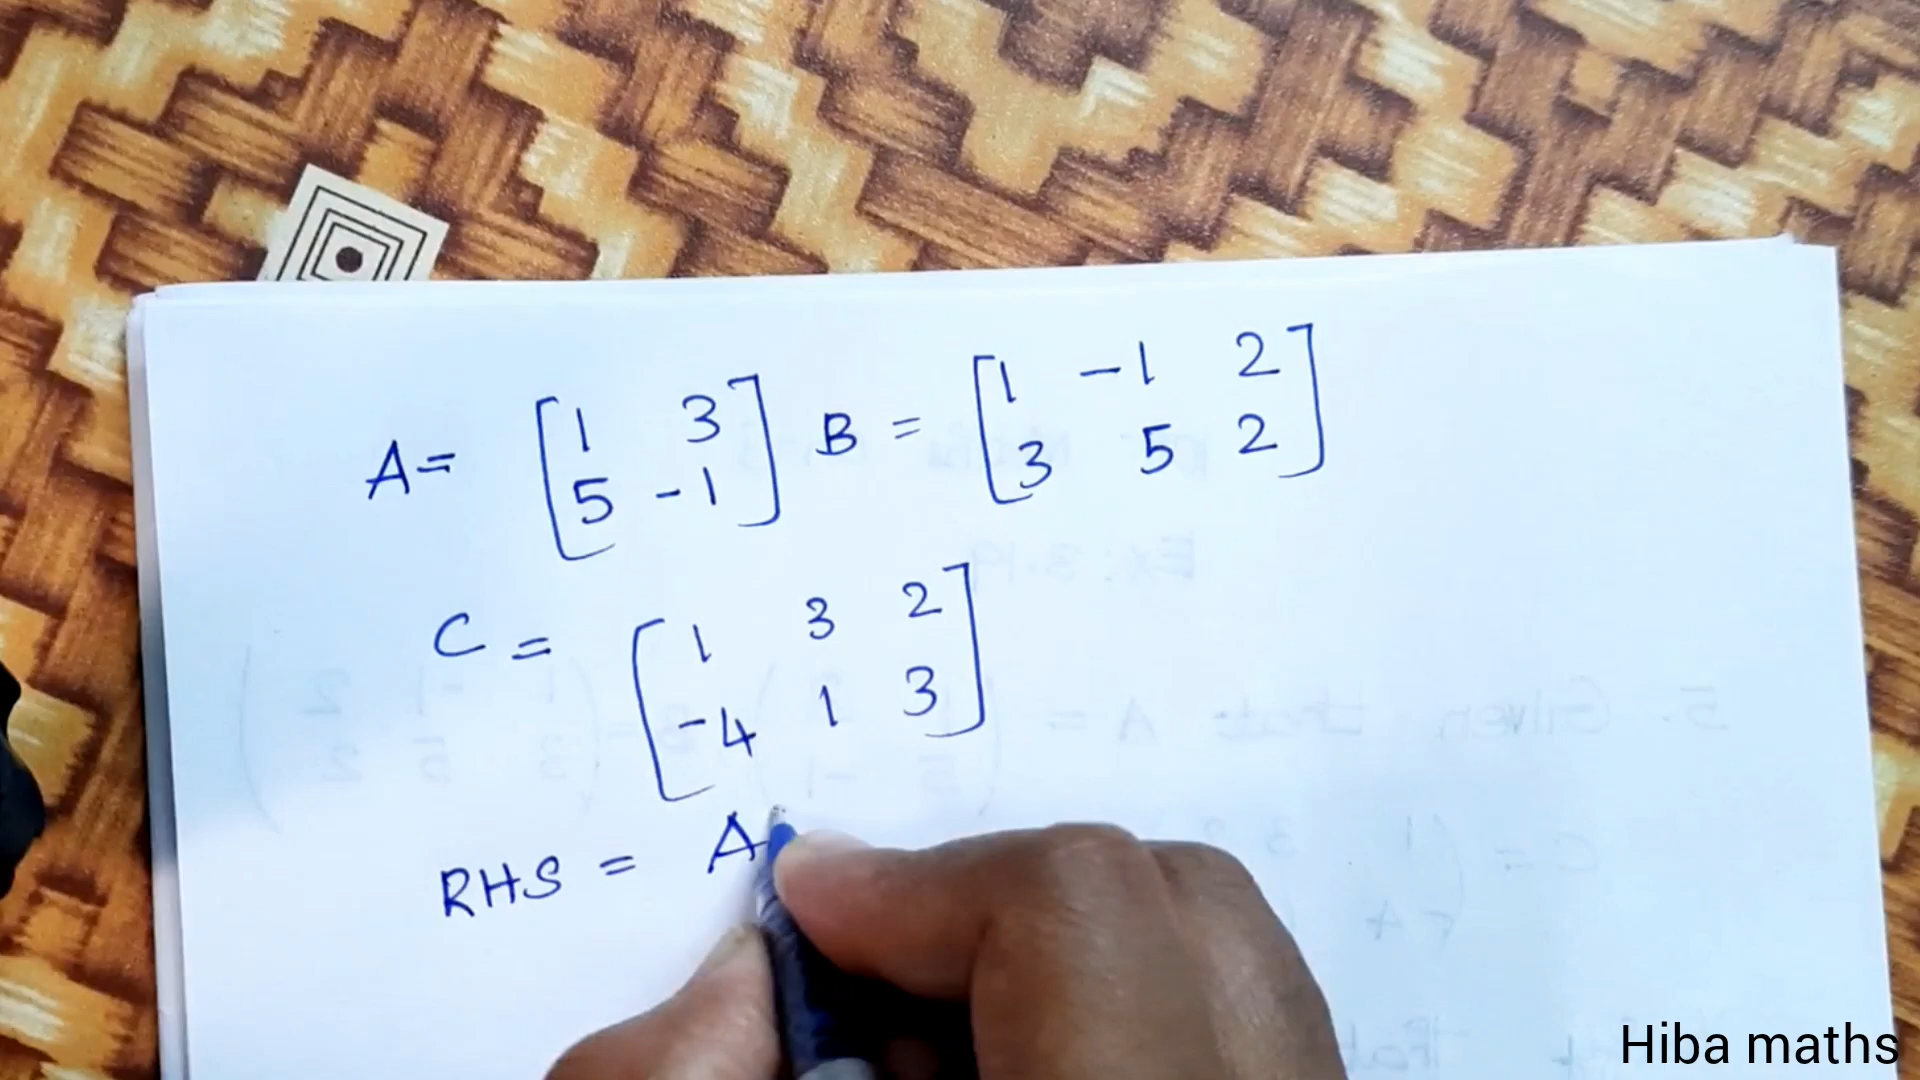 A = [1 3] B = [1 -1 2]
[5 -1] [3 5 2]
C = [1 3 2]
[-4 1 3]
RHS = A
Hiba maths